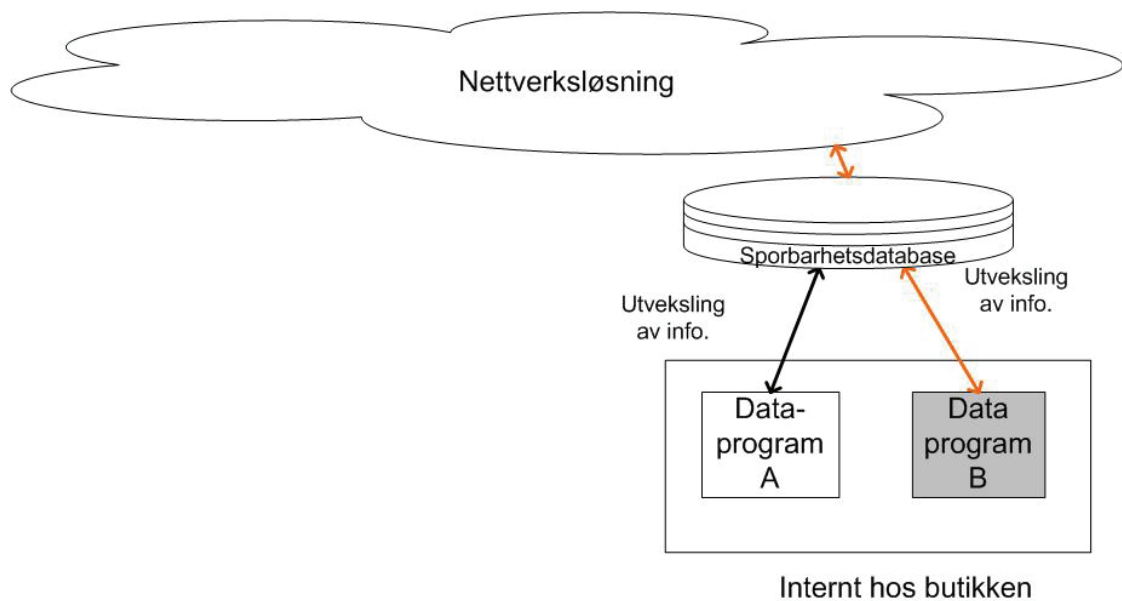 Nettverksløsning
Sporbarhetsdatabase
Utveksling
av info.
Utveksling
av info.
Data-
program
A
Data
program
B
Internt hos butikken